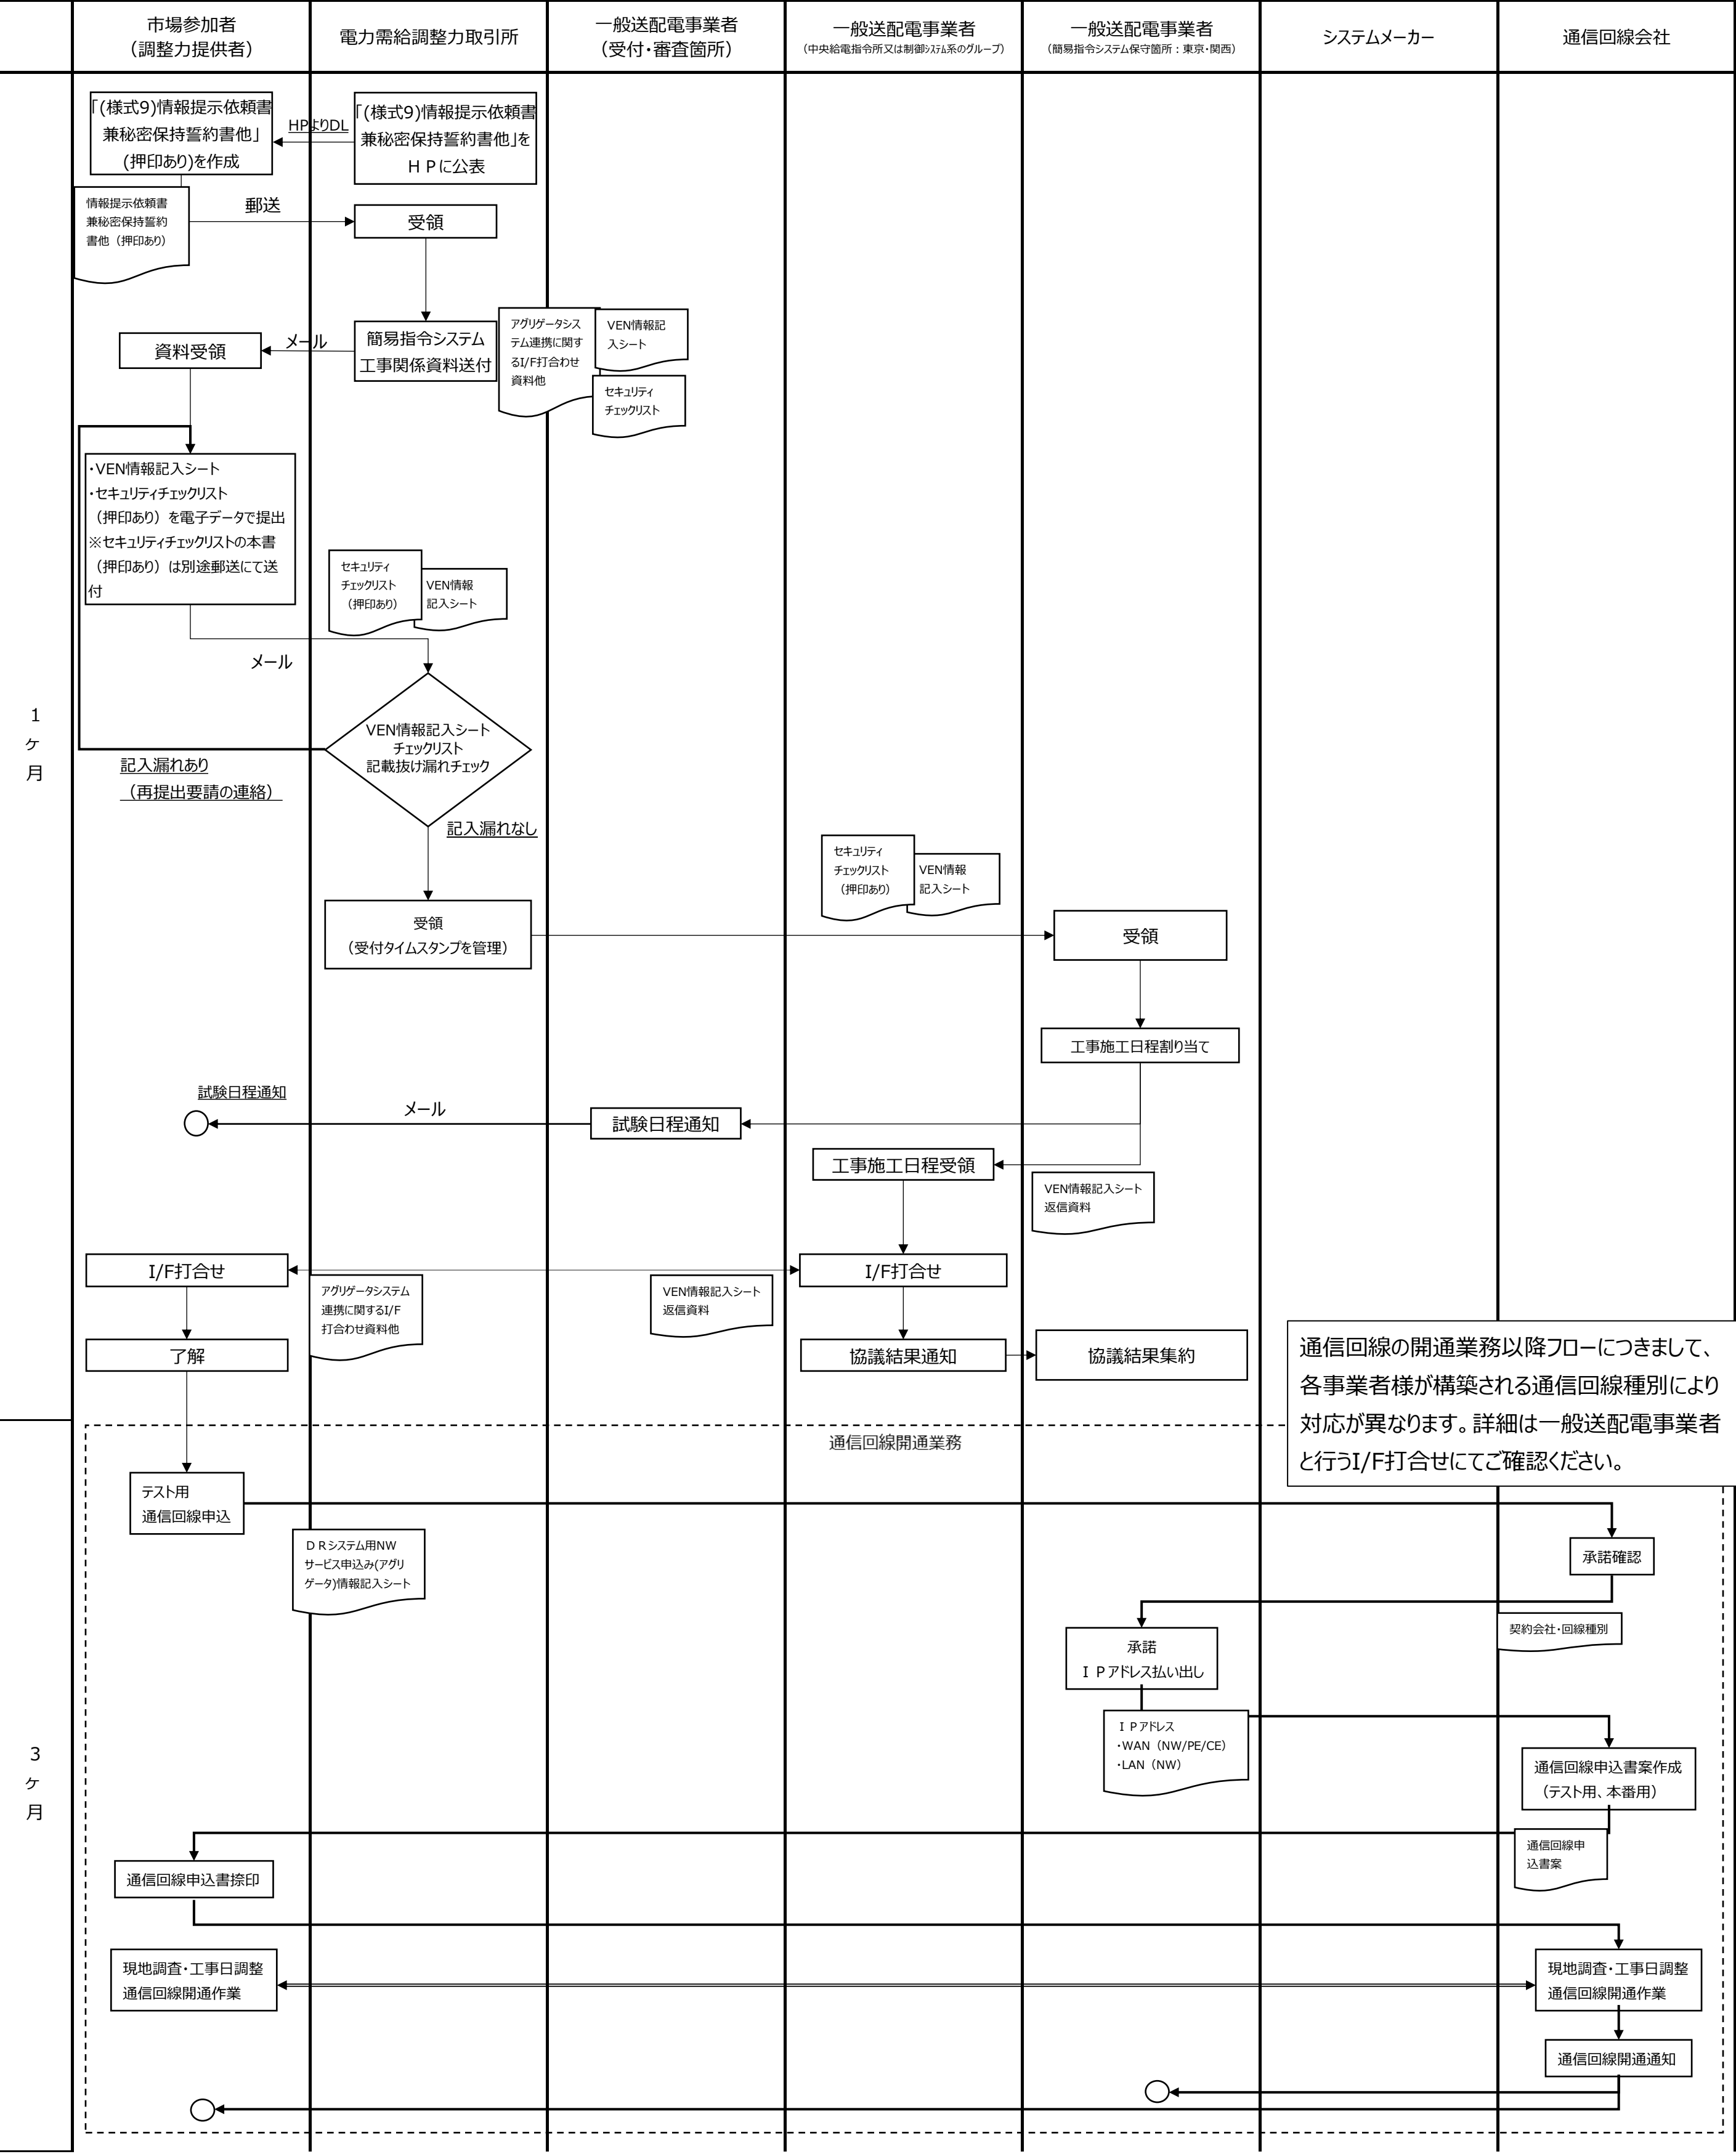 市場参加者
（調整力提供者）
電力需給調整力取引所
一般送配電事業者
（受付・審査箇所）
一般送配電事業者
（中央給電指令所又は制御システム系のグループ）
一般送配電事業者
（簡易指令システム保守箇所：東京・関西）
システムメーカー
通信回線会社
1
ヶ
月
「(様式9)情報提示依頼書
兼秘密保持誓約書他」
(押印あり)を作成
HPよりDL
「(様式9)情報提示依頼書
兼秘密保持誓約書他」を
ＨＰに公表
情報提示依頼書
兼秘密保持誓約
書他（押印あり）
郵送
受領
資料受領
メール
簡易指令システム
工事関係資料送付
アグリゲータシス
テム連携に関す
るI/F打合わせ
資料他
VEN情報記
入シート
セキュリティ
チェックリスト
・VEN情報記入シート
・セキュリティチェックリスト
（押印あり）を電子データで提出
※セキュリティチェックリストの本書
（押印あり）は別途郵送にて送
付
セキュリティ
チェックリスト
（押印あり）
VEN情報
記入シート
メール
VEN情報記入シート
チェックリスト
記載抜け漏れチェック
記入漏れあり
（再提出要請の連絡）
記入漏れなし
セキュリティ
チェックリスト
（押印あり）
VEN情報
記入シート
受領
（受付タイムスタンプを管理）
受領
工事施工日程割り当て
試験日程通知
メール
試験日程通知
工事施工日程受領
VEN情報記入シート
返信資料
I/F打合せ
I/F打合せ
アグリゲータシステム
連携に関するI/F
打合わせ資料他
VEN情報記入シート
返信資料
了解
協議結果通知
協議結果集約
通信回線の開通業務以降フローにつきまして、
各事業者様が構築される通信回線種別により
対応が異なります。詳細は一般送配電事業者
と行うI/F打合せにてご確認ください。
3
ヶ
月
通信回線開通業務
テスト用
通信回線申込
ＤＲシステム用NW
サービス申込み(アグリ
ゲータ)情報記入シート
承諾確認
契約会社・回線種別
承諾
ＩＰアドレス払い出し
ＩＰアドレス
・WAN（NW/PE/CE）
・LAN（NW）
通信回線申込書案作成
（テスト用、本番用）
通信回線申
込書案
通信回線申込書捺印
現地調査・工事日調整
通信回線開通作業
現地調査・工事日調整
通信回線開通作業
通信回線開通通知